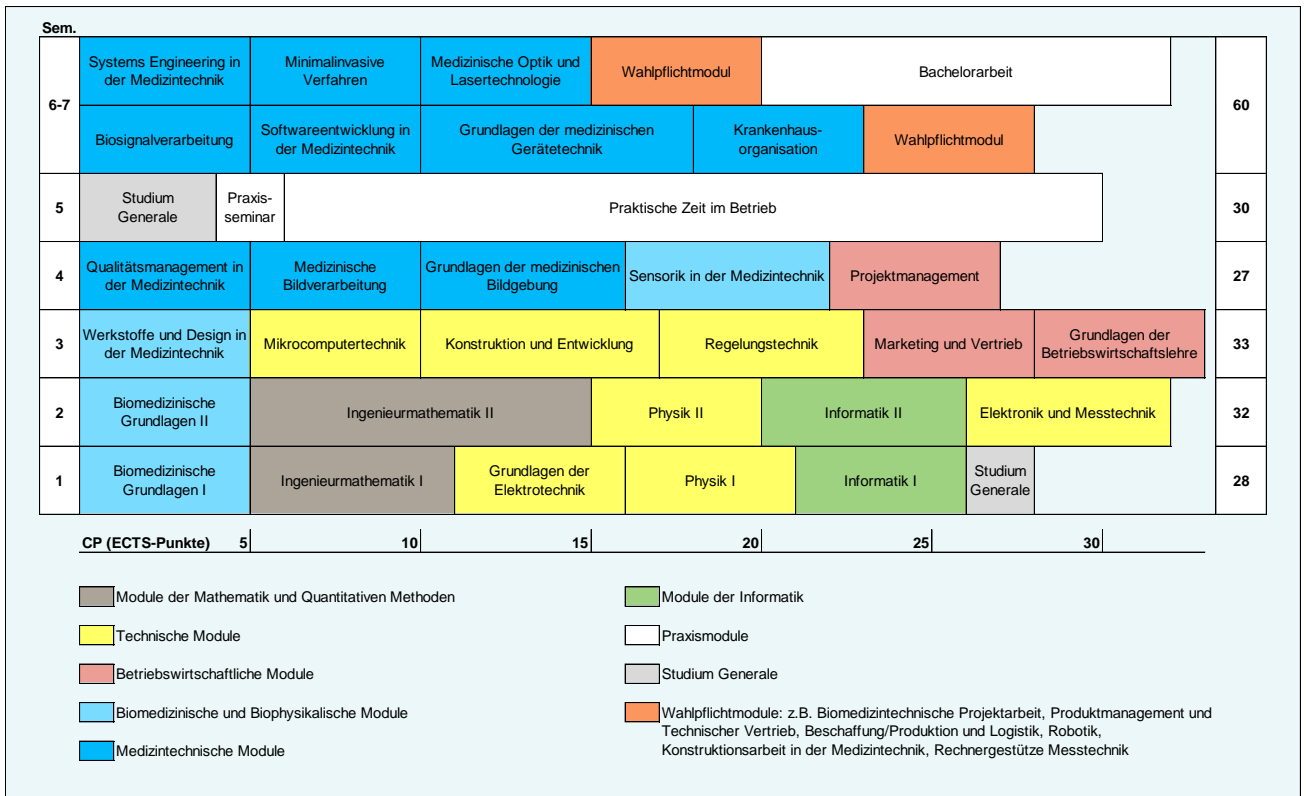 Sem.
Systems Engineering in
der Medizintechnik
Minimalinvasive
Verfahren
Medizinische Optik und
Lasertechnologie
Wahlpflichtmodul
Bachelorarbeit
6-7
60
Biosignalverarbeitung
Softwareentwicklung in
der Medizintechnik
Grundlagen der medizinischen
Gerätetechnik
Krankenhaus-
organisation
Wahlpflichtmodul
5
Studium
Generale
Praxis-
seminar
Praktische Zeit im Betrieb
30
4
Qualitätsmanagement in
der Medizintechnik
Medizinische
Bildverarbeitung
Grundlagen der medizinischen
Bildgebung
Sensorik in der Medizintechnik
Projektmanagement
27
3
Werkstoffe und Design in
der Medizintechnik
Mikrocomputertechnik
Konstruktion und Entwicklung
Regelungstechnik
Marketing und Vertrieb
Grundlagen der
Betriebswirtschaftslehre
33
2
Biomedizinische
Grundlagen II
Ingenieurmathematik II
Physik II
Informatik II
Elektronik und Messtechnik
32
1
Biomedizinische
Grundlagen I
Ingenieurmathematik I
Grundlagen der
Elektrotechnik
Physik I
Informatik I
Studium
Generale
28
CP (ECTS-Punkte) 5 10 15 20 25 30
Module der Mathematik und Quantitativen Methoden
Technische Module
Betriebswirtschaftliche Module
Biomedizinische und Biophysikalische Module
Medizintechnische Module
Module der Informatik
Praxismodule
Studium Generale
Wahlpflichtmodule: z.B. Biomedizintechnische Projektarbeit, Produktmanagement und
Technischer Vertrieb, Beschaffung/Produktion und Logistik, Robotik,
Konstruktionsarbeit in der Medizintechnik, Rechnergestütze Messtechnik